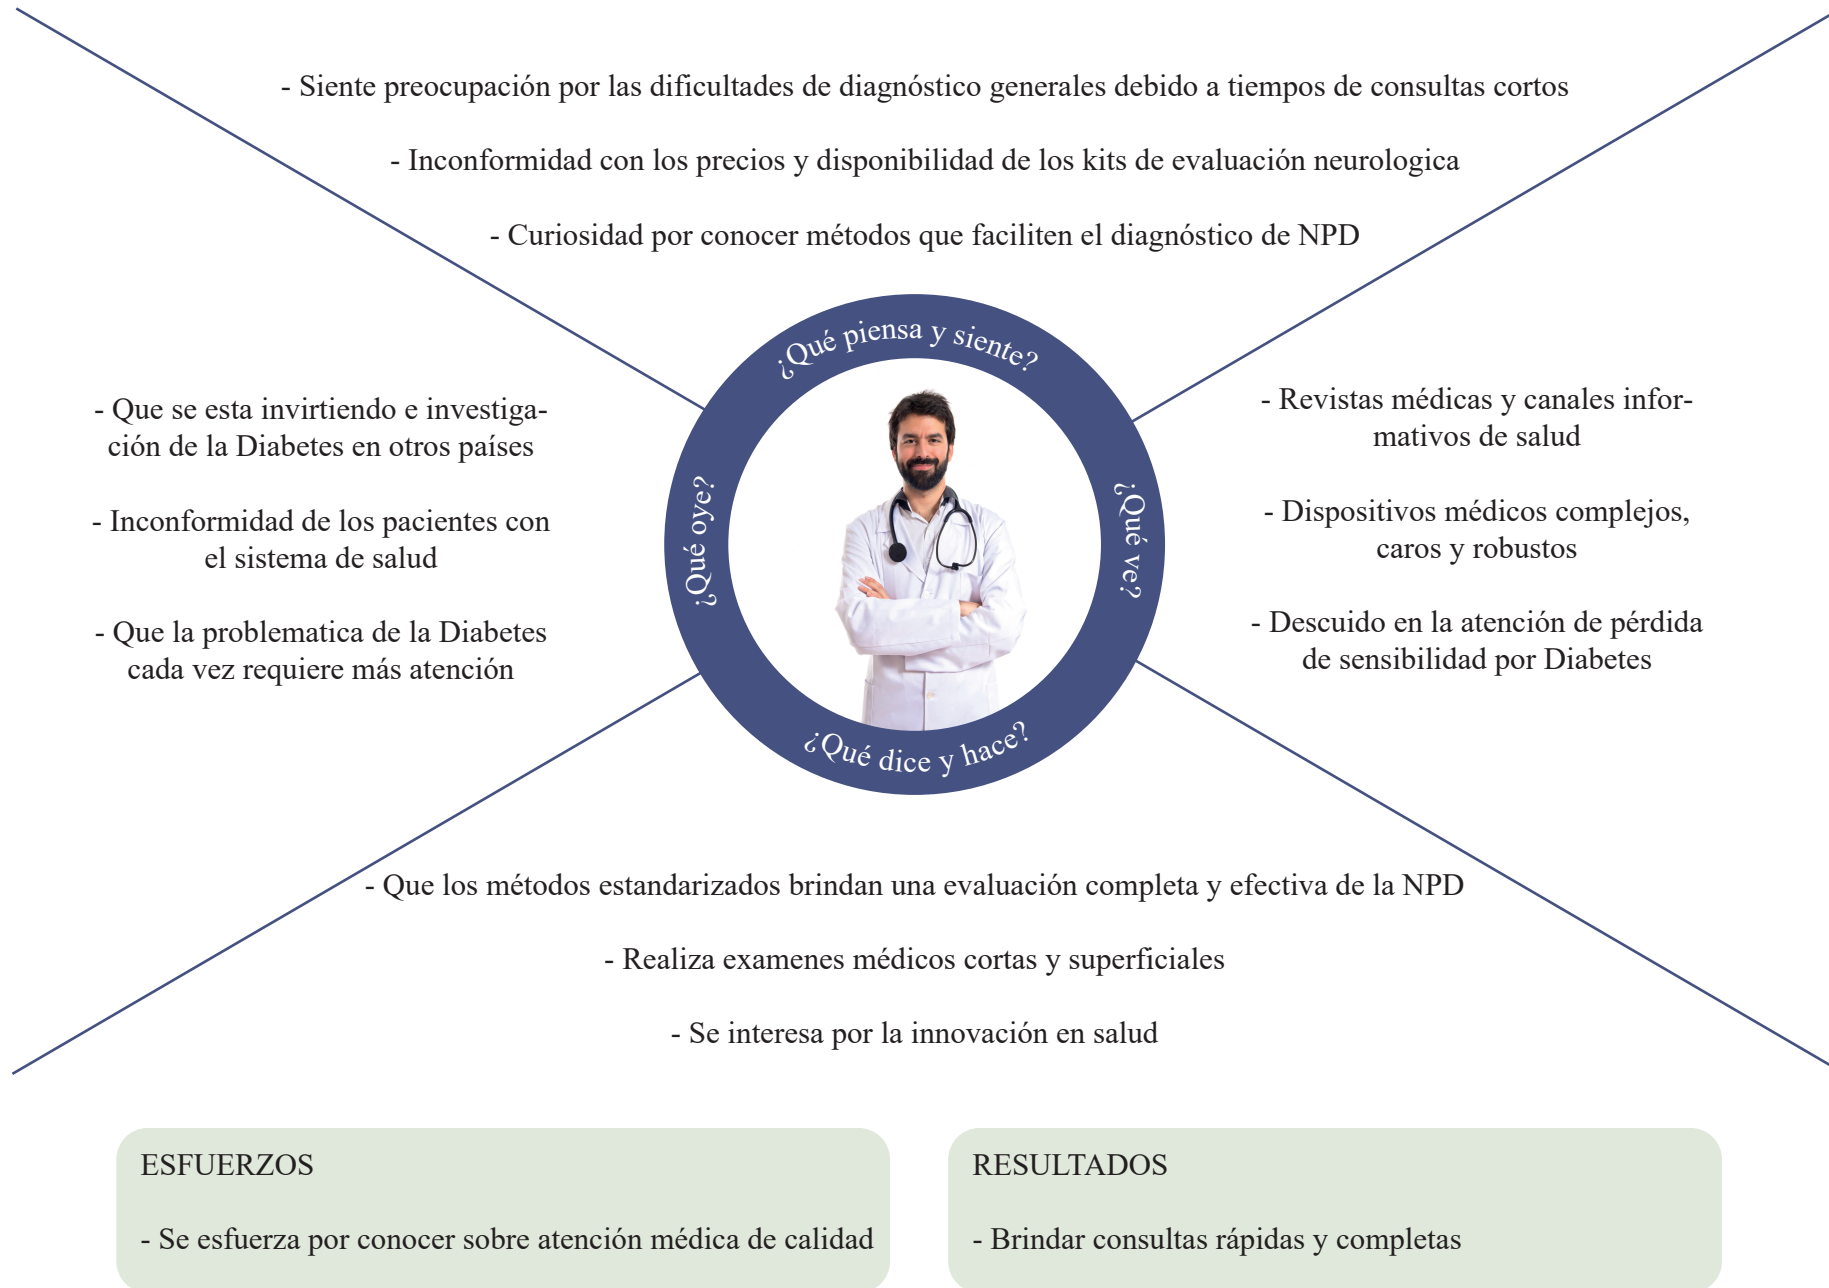 - Siente preocupación por las dificultades de diagnóstico generales debido a tiempos de consultas cortos
- Inconformidad con los precios y disponibilidad de los kits de evaluación neurologica
- Curiosidad por conocer métodos que faciliten el diagnóstico de NPD
¿Qué piensa y siente?
- Que se esta invirtiendo e investiga-
ción de la Diabetes en otros países
- Inconformidad de los pacientes con
el sistema de salud
- Que la problematica de la Diabetes
cada vez requiere más atención
¿Qué oye?
¿Qué ve?
- Revistas médicas y canales infor-
mativos de salud
- Dispositivos médicos complejos,
caros y robustos
- Descuido en la atención de pérdida
de sensibilidad por Diabetes
¿Qué dice y hace?
- Que los métodos estandarizados brindan una evaluación completa y efectiva de la NPD
- Realiza examenes médicos cortas y superficiales
- Se interesa por la innovación en salud
ESFUERZOS
- Se esfuerza por conocer sobre atención médica de calidad
RESULTADOS
- Brindar consultas rápidas y completas